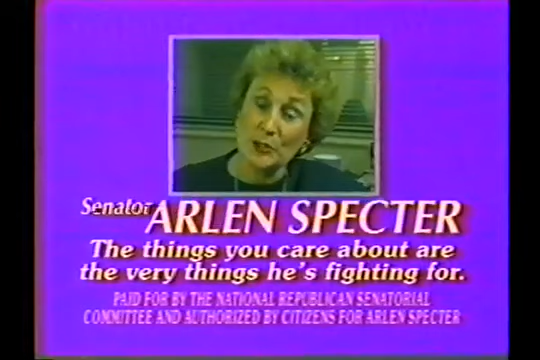 Senator ARLEN SPECTER
The things you care about are
the very things he's fighting for.
PAID FOR BY THE NATIONAL REPUBLICAN SENATORIAL
COMMITTEE AND AUTHORIZED BY CITIZENS FOR ARLEN SPECTER